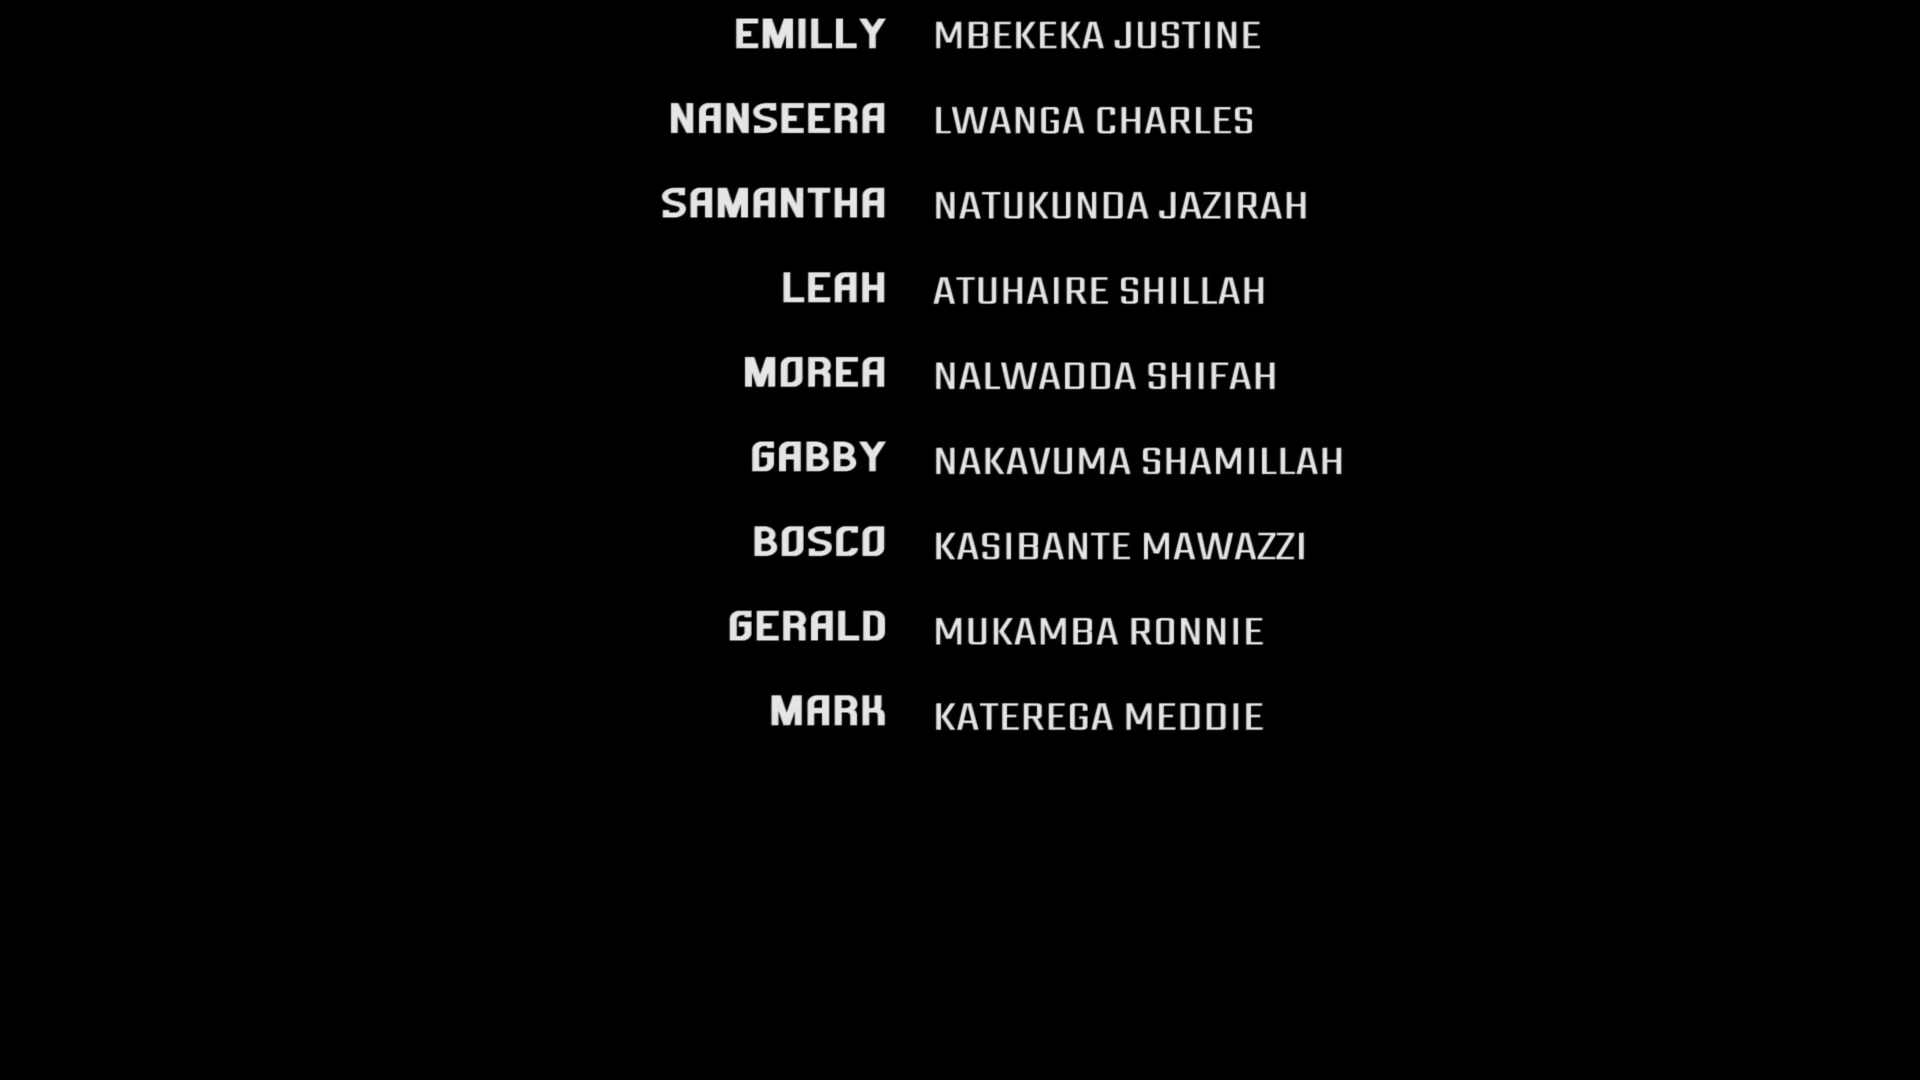 EMILLY MBEKEKA JUSTINE
NANSEERA LWANGA CHARLES
SAMANTHA NATUKUNDA JAZIRAH
LEAH ATUHAIRE SHILLAH
MOREA NALWADDA SHIFAH
GABBY NAKAVUMA SHAMILLAH
BOSCO KASIBANTE MAWAZZI
GERALD MUKAMBA RONNIE
MARK KATEREGA MEDDIE